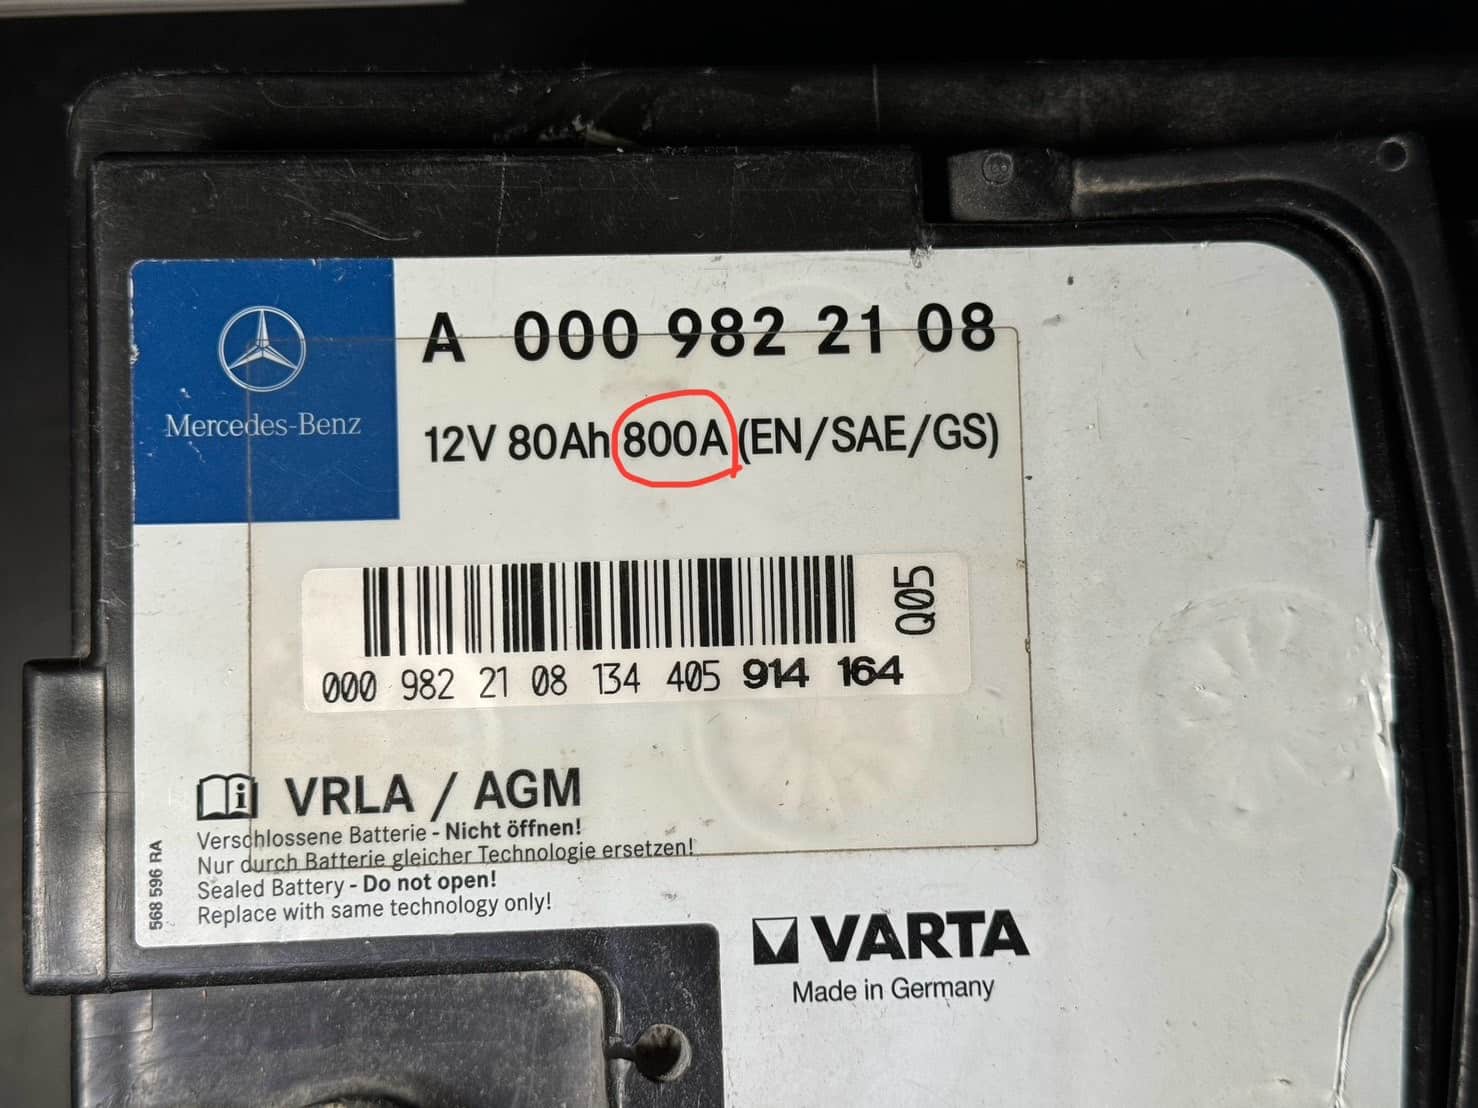 A 000 982 21 08
Mercedes-Benz
12V 80Ah 800A (EN/SAE/GS)
Q05
000 982 21 08 134 405 914 164
VRLA / AGM
Verschlossene Batterie - Nicht öffnen!
Nur durch Batterie gleicher Technologie ersetzen!
Sealed Battery - Do not open!
Replace with same technology only!
568 596 RA
VARTA
Made in Germany